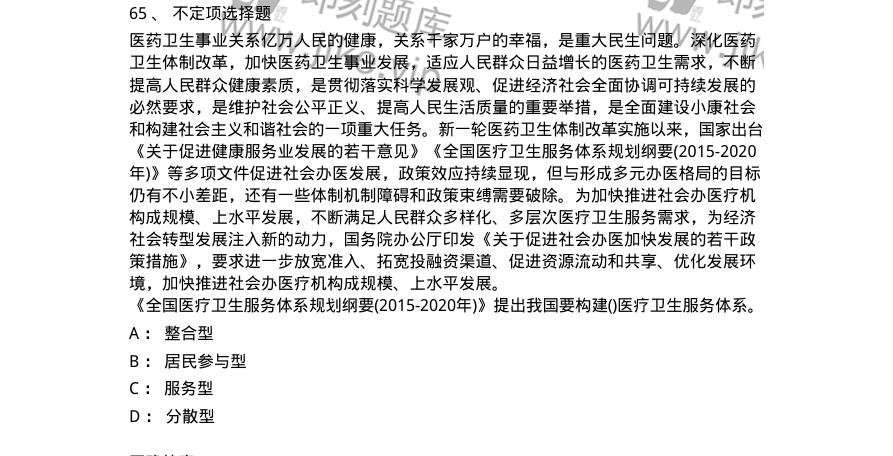 65 、 不定项选择题
医药卫生事业关系亿万人民的健康，关系千家万户的幸福，是重大民生问题。深化医药
卫生体制改革，加快医药卫生事业发展，适应人民群众日益增长的医药卫生需求，不断
提高人民群众健康素质，是贯彻落实科学发展观、促进经济社会全面协调可持续发展的
必然要求，是维护社会公平正义、提高人民生活质量的重要举措，是全面建设小康社会
和构建社会主义和谐社会的一项重大任务。新一轮医药卫生体制改革实施以来，国家出台
《关于促进健康服务业发展的若干意见》《全国医疗卫生服务体系规划纲要(2015-2020
年)》等多项文件促进社会办医发展，政策效应持续显现，但与形成多元办医格局的目标
仍有不小差距，还有一些体制机制障碍和政策束缚需要破除。为加快推进社会办医疗机
构成规模、上水平发展，不断满足人民群众多样化、多层次医疗卫生服务需求，为经济
社会转型发展注入新的动力，国务院办公厅印发《关于促进社会办医加快发展的若干政
策措施》，要求进一步放宽准入、拓宽投融资渠道、促进资源流动和共享、优化发展环
境，加快推进社会办医疗机构成规模、上水平发展。
《全国医疗卫生服务体系规划纲要(2015-2020年)》提出我国要构建()医疗卫生服务体系。
A ： 整合型
B ： 居民参与型
C ： 服务型
D ： 分散型